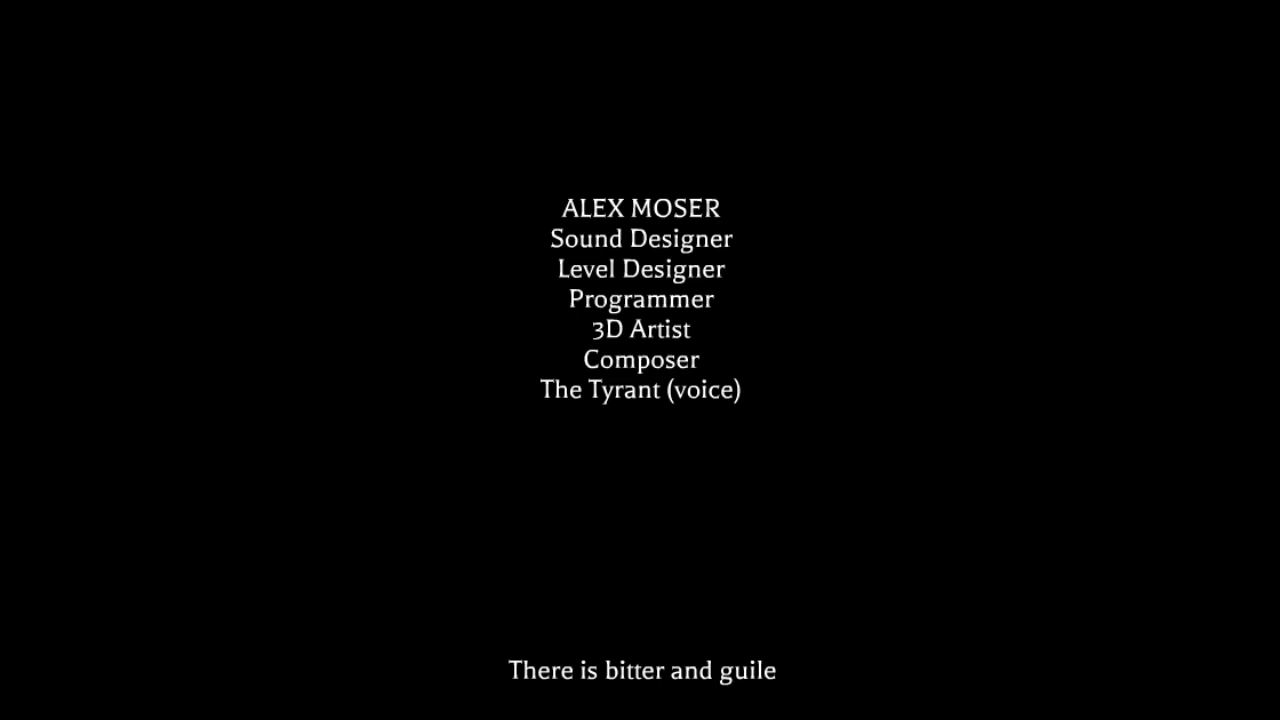 ALEX MOSER
Sound Designer
Level Designer
Programmer
3D Artist
Composer
The Tyrant (voice)
There is bitter and guile